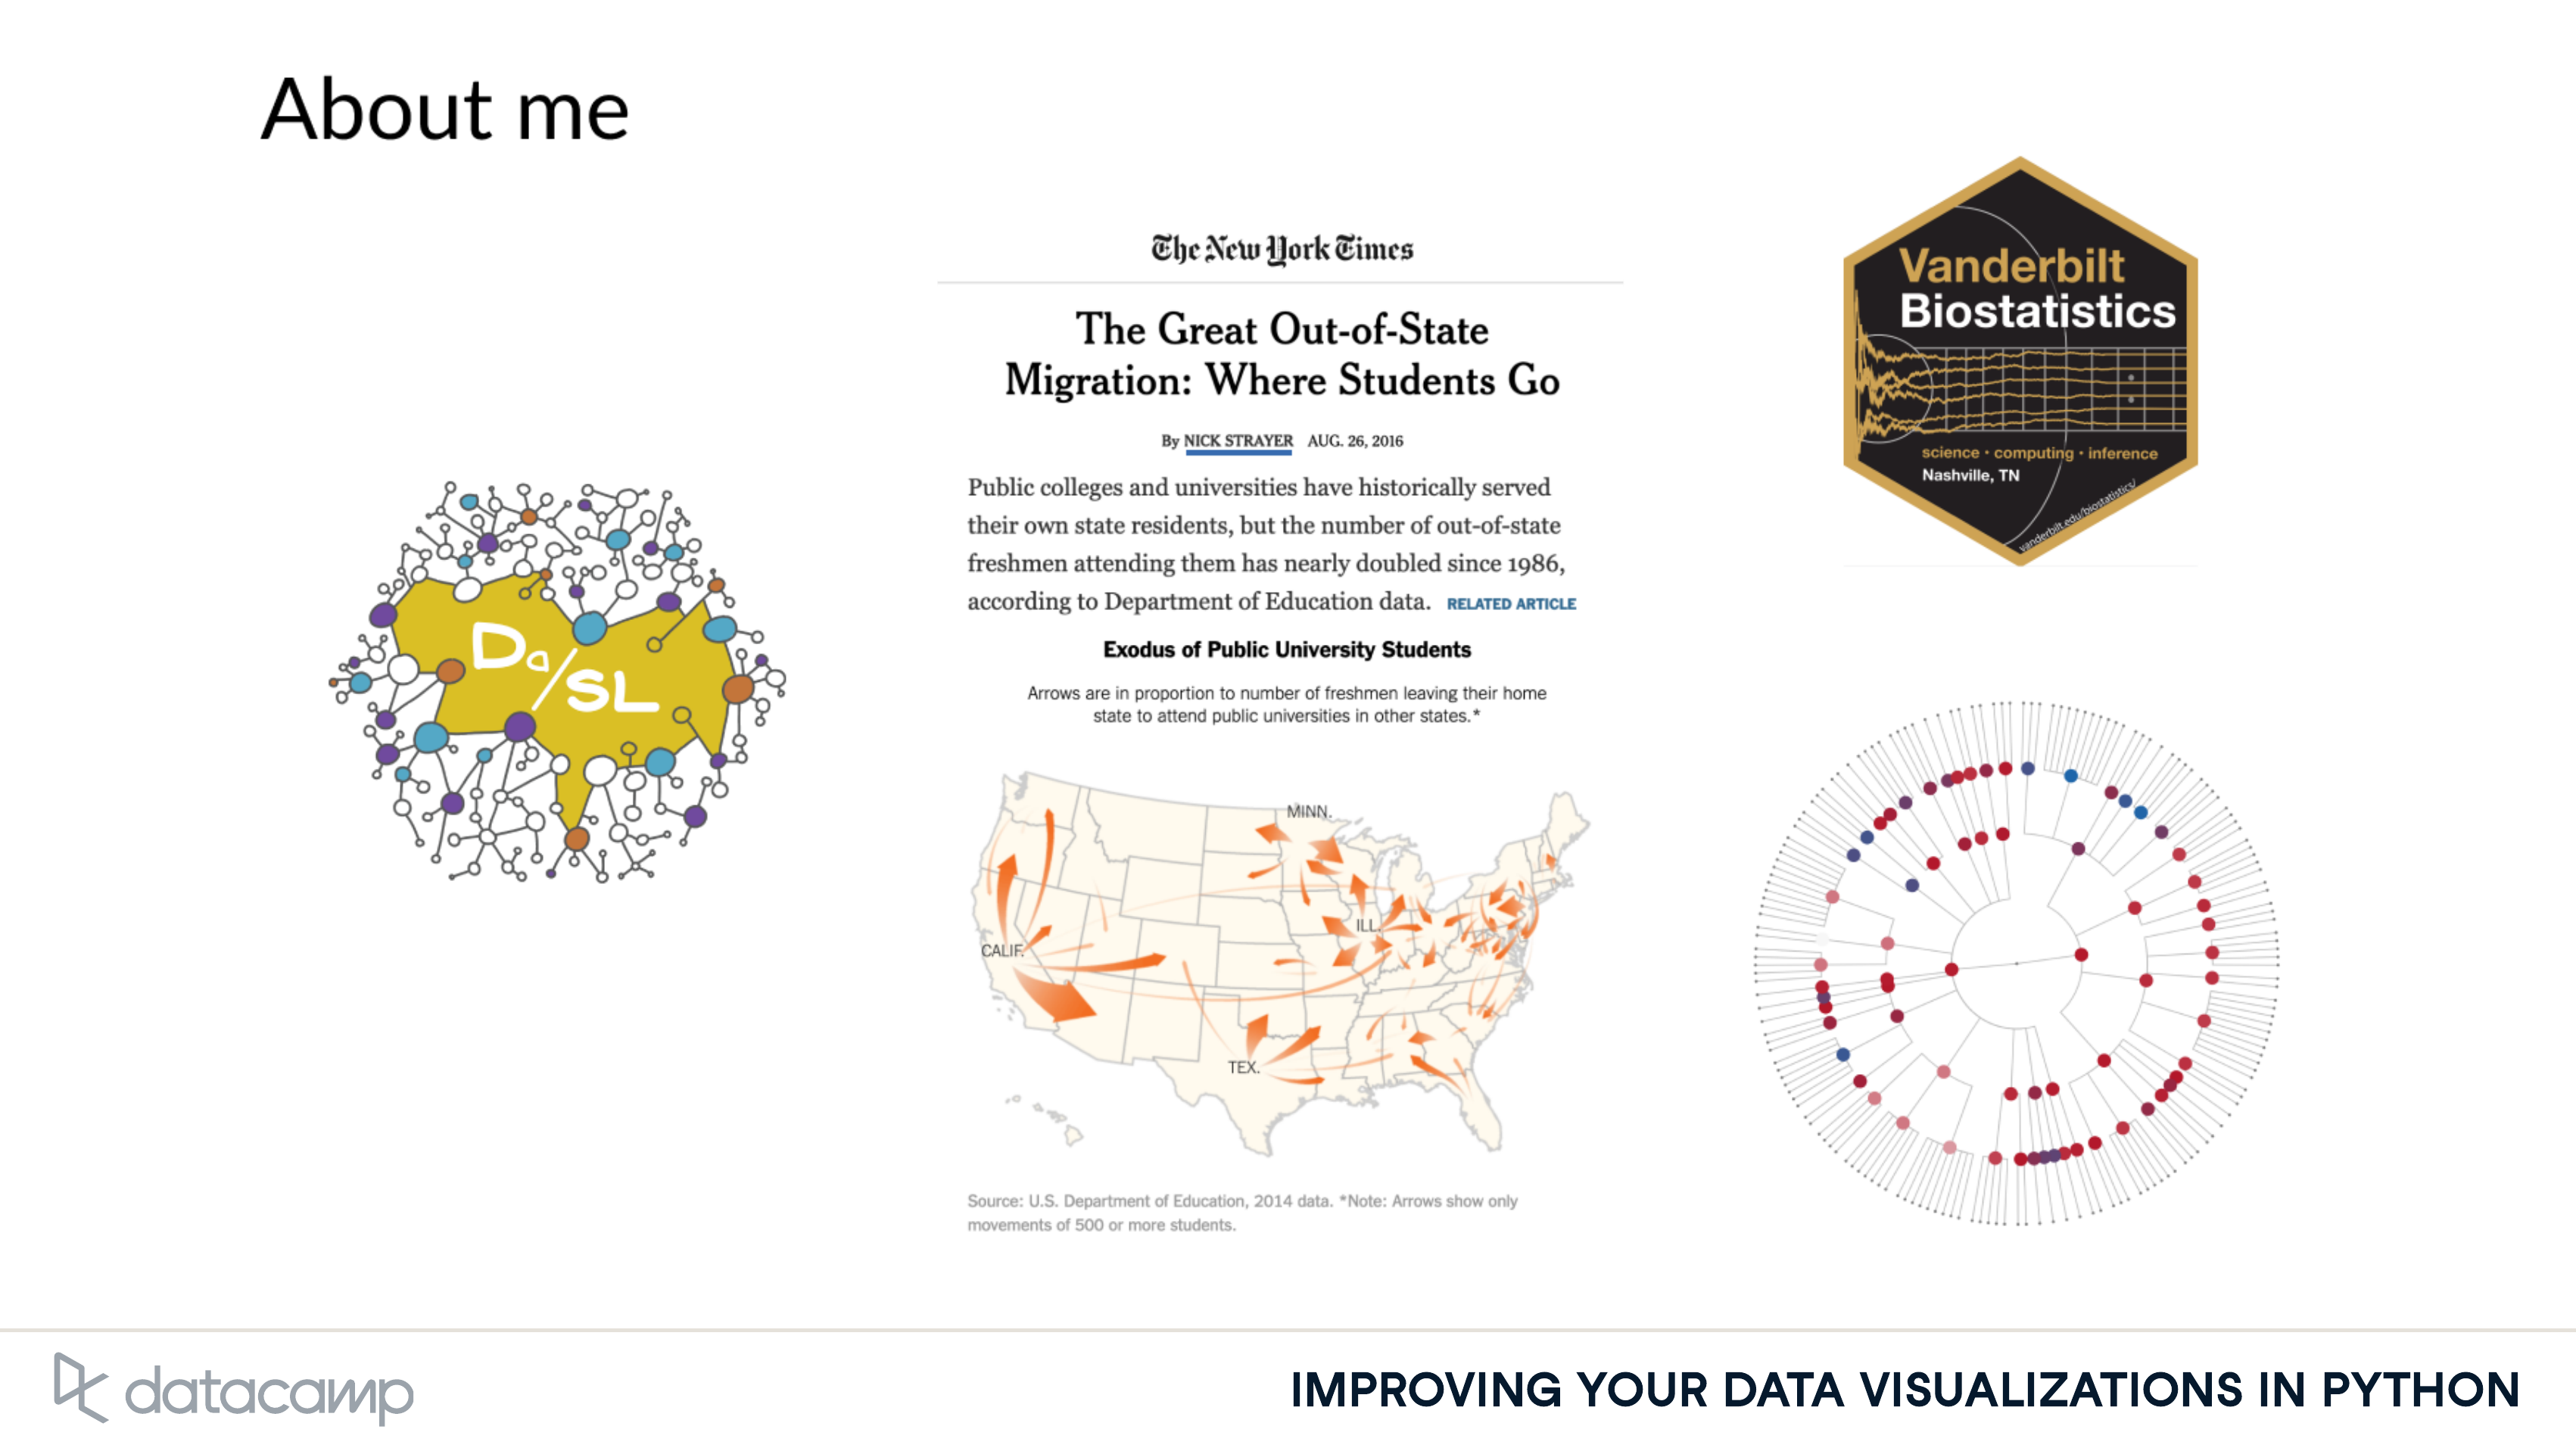 About me
Da/SL
The New York Times
The Great Out-of-State
Migration: Where Students Go
By NICK STRAYER AUG. 26, 2016
Public colleges and universities have historically served
their own state residents, but the number of out-of-state
freshmen attending them has nearly doubled since 1986,
according to Department of Education data. RELATED ARTICLE
Exodus of Public University Students
Arrows are in proportion to number of freshmen leaving their home
state to attend public universities in other states.*
MINN.
ILL.
CALIF.
TEX.
Source: U.S. Department of Education, 2014 data. *Note: Arrows show only
movements of 500 or more students.
Vanderbilt
Biostatistics
science · computing · inference
Nashville, TN
vanderbilt.edu/biostatistics/
datacamp
IMPROVING YOUR DATA VISUALIZATIONS IN PYTHON